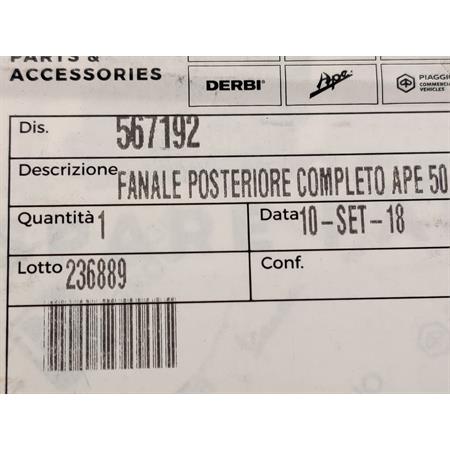 PARTS &
ACCESSORIES
DERBI
Ape
PIAGGIO
COMMERCIAL
VEHICLES
Dis. 567192
Descrizione FANALE POSTERIORE COMPLETO APE 50
Quantità 1 Data 10-SET-18
Lotto 236889 Conf.